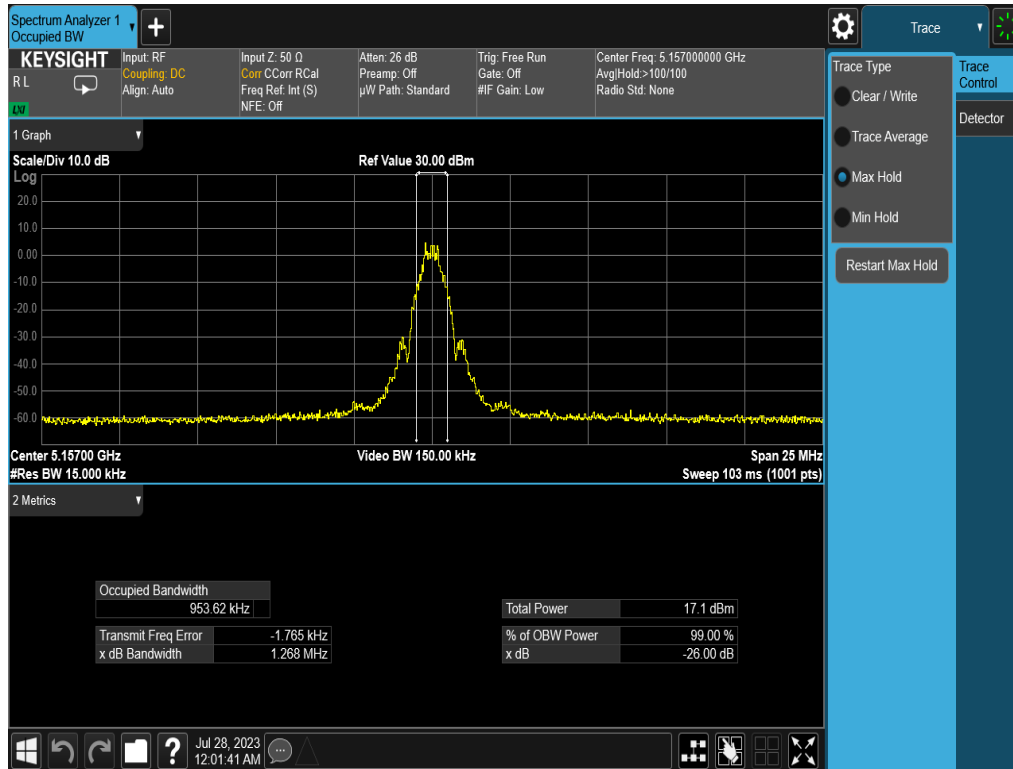 Spectrum Analyzer 1
Occupied BW
+
Trace
KEYSIGHT
R L
LXI
Input: RF
Coupling: DC
Align: Auto
Input Z: 50 Ω
Corr CCorr RCal
Freq Ref: Int (S)
NFE: Off
Atten: 26 dB
Preamp: Off
µW Path: Standard
Trig: Free Run
Gate: Off
#IF Gain: Low
Center Freq: 5.157000000 GHz
Avg|Hold:>100/100
Radio Std: None
Trace Type
Clear / Write
Trace Average
Max Hold
Min Hold
Restart Max Hold
Trace
Control
Detector
1 Graph
Scale/Div 10.0 dB
Ref Value 30.00 dBm
Log
20.0
10.0
0.00
-10.0
-20.0
-30.0
-40.0
-50.0
-60.0
Center 5.15700 GHz
Video BW 150.00 kHz
Span 25 MHz
#Res BW 15.000 kHz
Sweep 103 ms (1001 pts)
2 Metrics
Occupied Bandwidth
953.62 kHz
Total Power 17.1 dBm
Transmit Freq Error -1.765 kHz
% of OBW Power 99.00 %
x dB Bandwidth 1.268 MHz
x dB -26.00 dB
?
Jul 28, 2023
12:01:41 AM